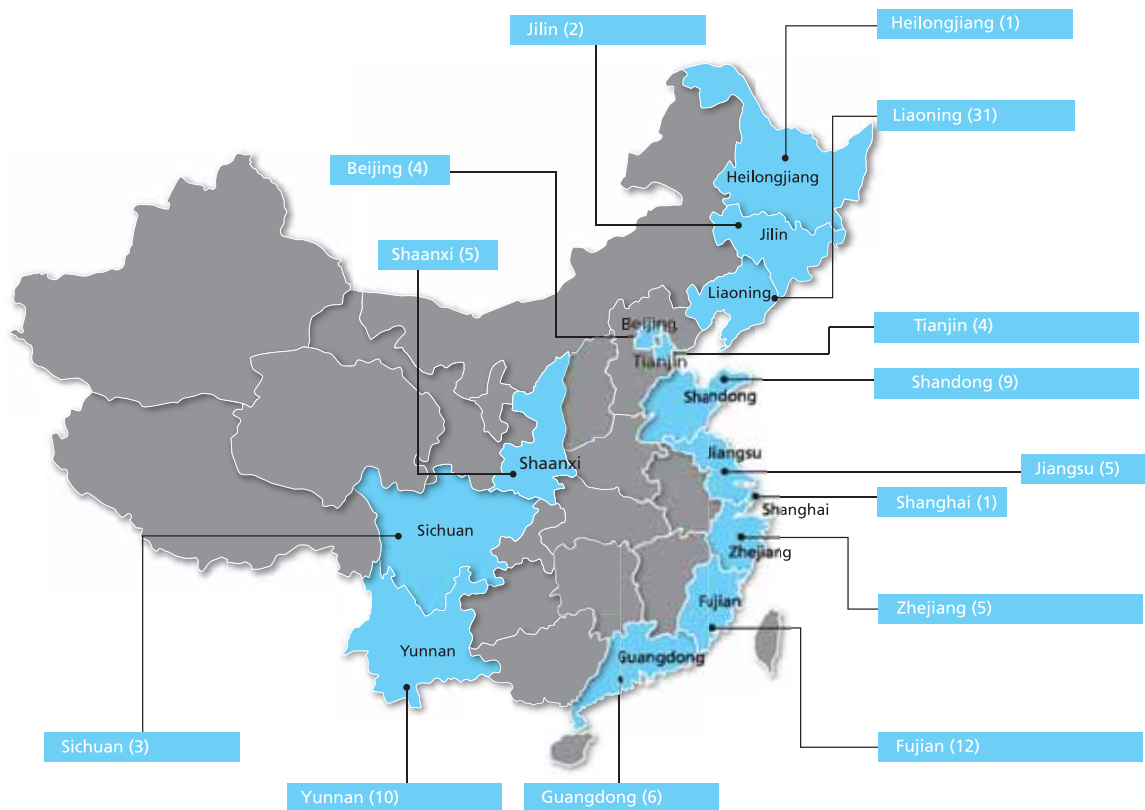 Jilin (2)
Heilongjiang (1)
Liaoning (31)
Beijing (4)
Heilongjiang
Jilin
Shaanxi (5)
Liaoning
Beijing
Tianjin (4)
Tianjin
Shandong (9)
Shandong
Jiangsu
Shaanxi
Jiangsu (5)
Shanghai (1)
Shanghai
Sichuan
Zhejiang
Zhejiang (5)
Fujian
Yunnan
Guangdong
Sichuan (3)
Fujian (12)
Yunnan (10)
Guangdong (6)